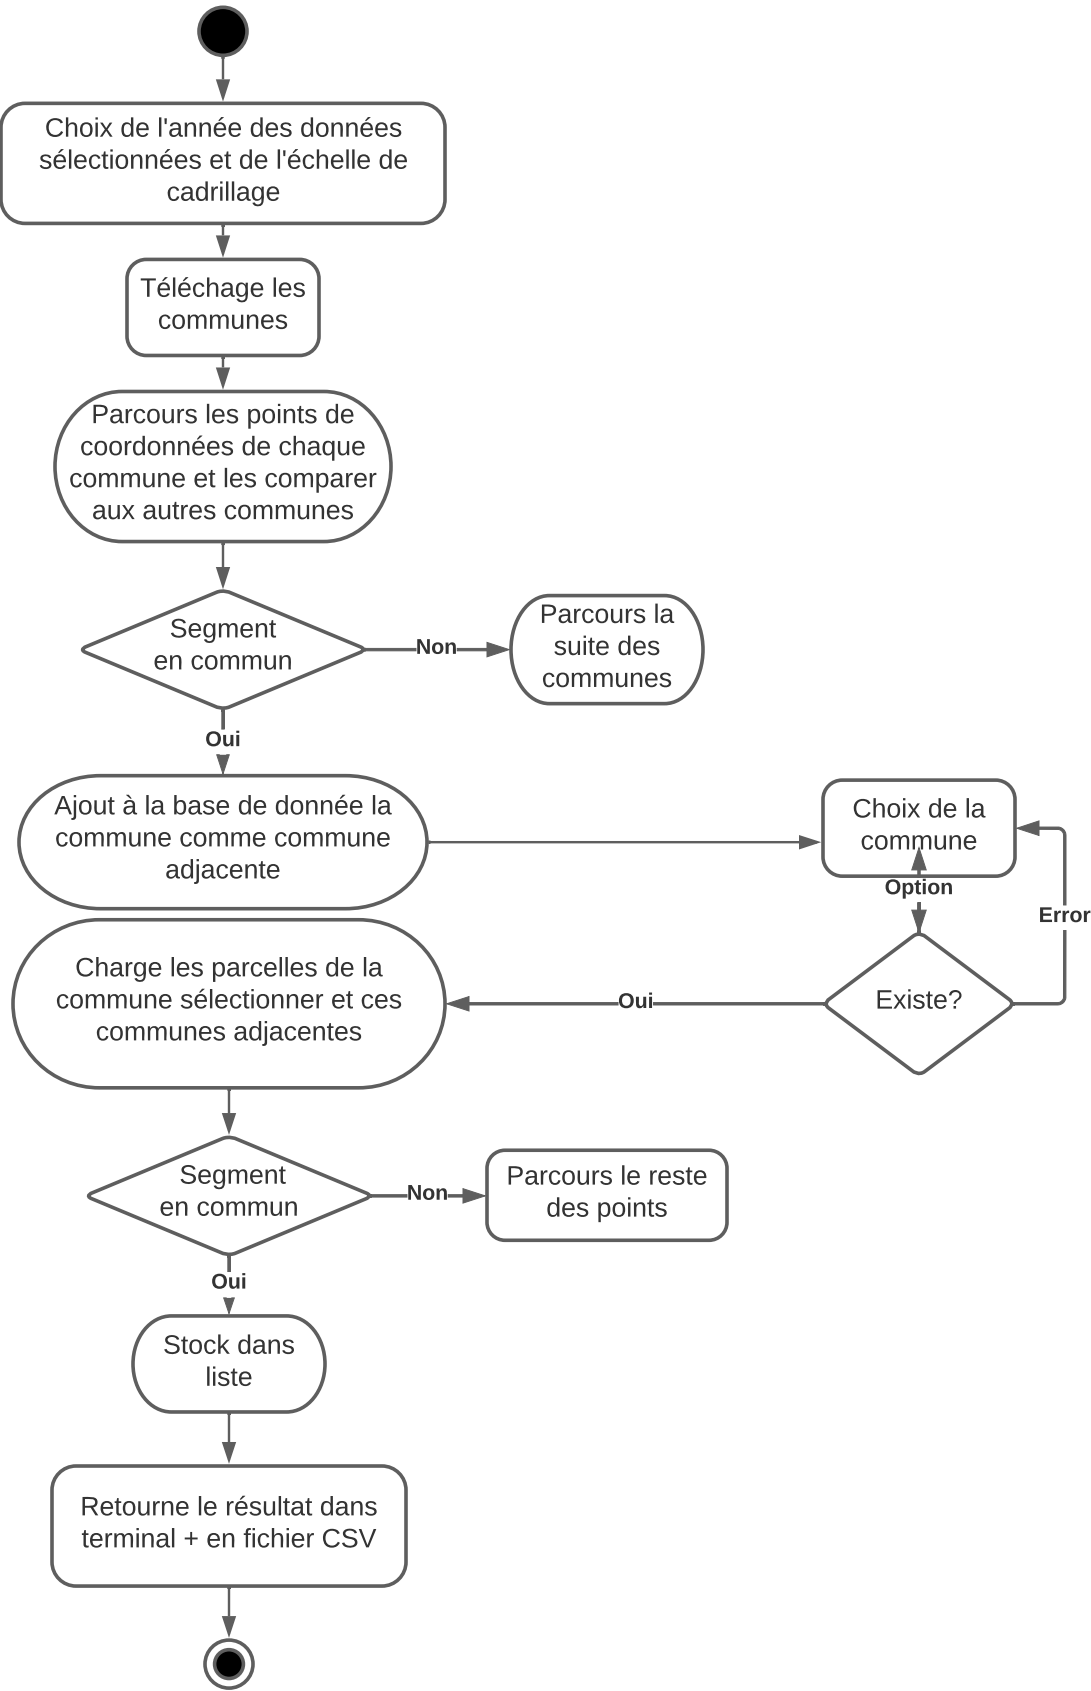 Choix de l'année des données
sélectionnées et de l'échelle de
cadrillage
Téléchage les
communes
Parcours les points de
coordonnées de chaque
commune et les comparer
aux autres communes
Segment
en commun
Non
Parcours la
suite des
communes
Oui
Ajout à la base de donnée la
commune comme commune
adjacente
Choix de la
commune
Option
Error
Existe?
Oui
Charge les parcelles de la
commune sélectionner et ces
communes adjacentes
Segment
en commun
Non
Parcours le reste
des points
Oui
Stock dans
liste
Retourne le résultat dans
terminal + en fichier CSV